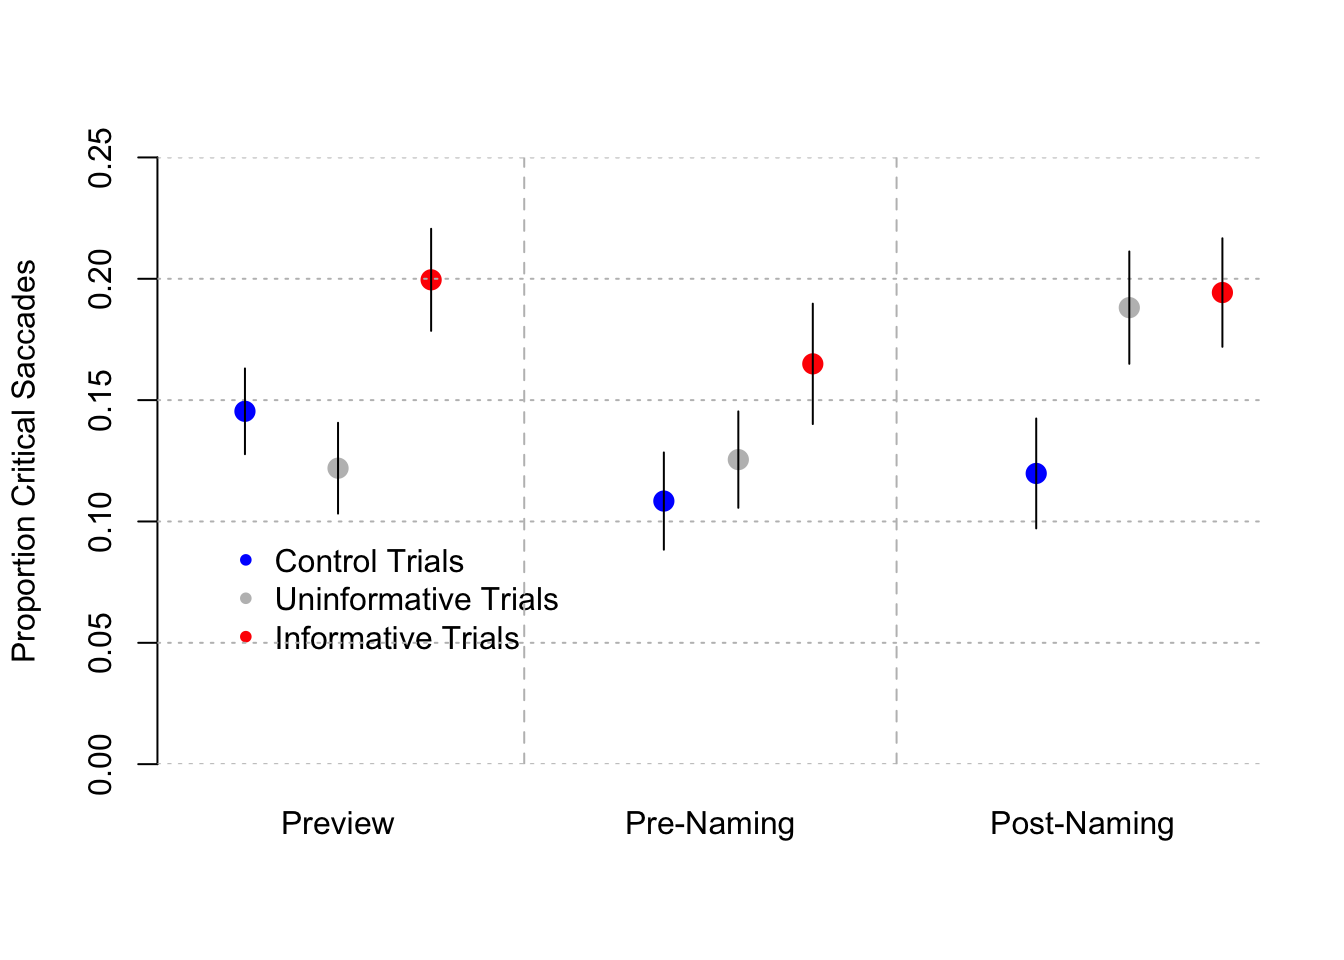 Proportion Critical Saccades
0.25
0.20
0.15
0.10
0.05
0.00
Control Trials
Uninformative Trials
Informative Trials
Preview
Pre-Naming
Post-Naming